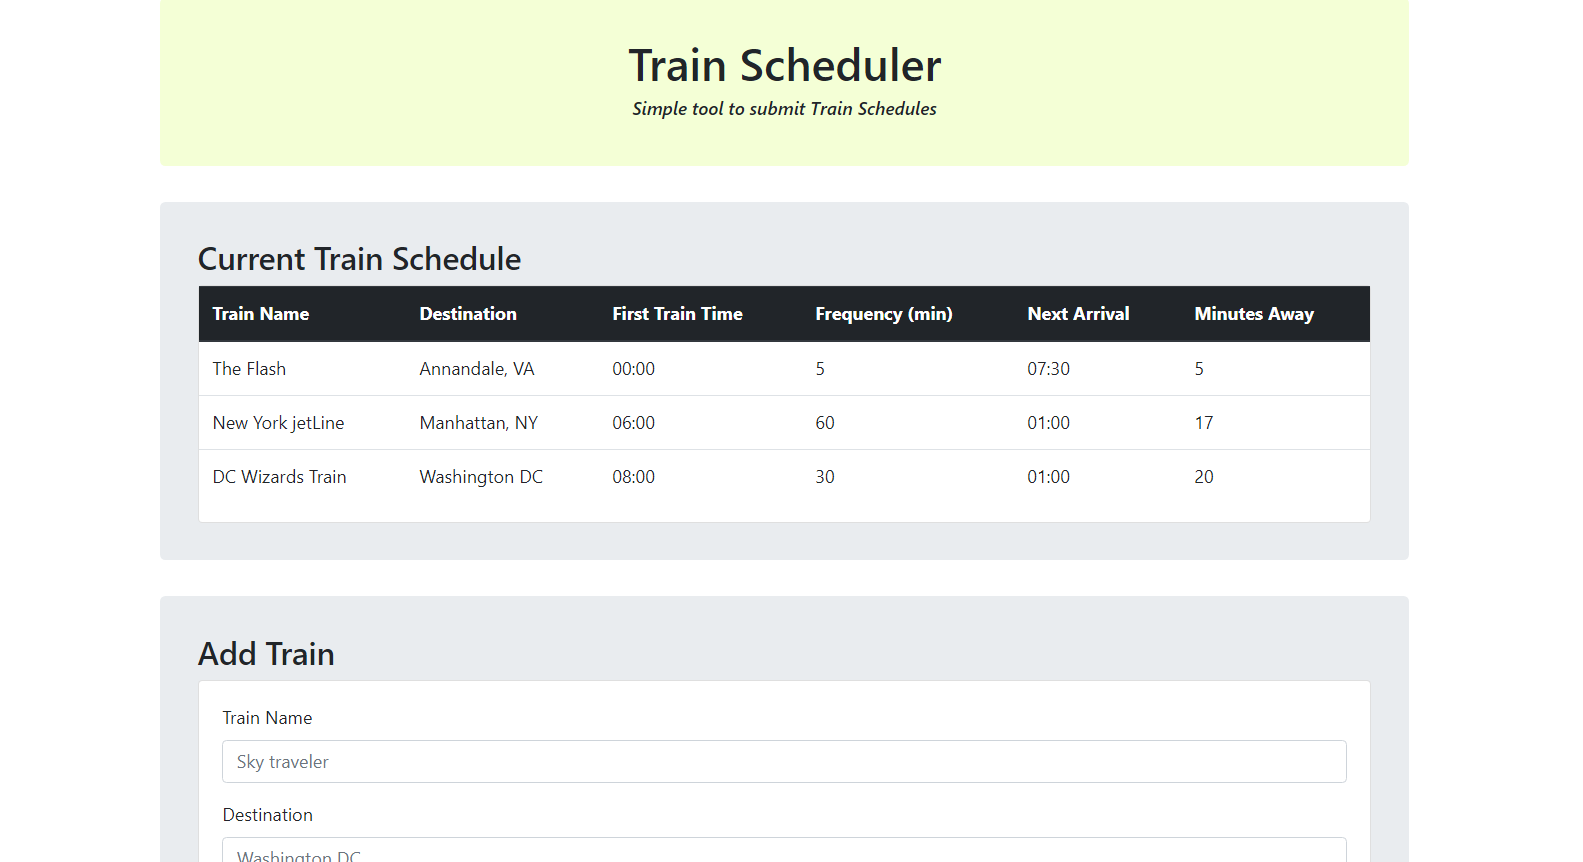 Train Scheduler
Simple tool to submit Train Schedules
Current Train Schedule
Train Name Destination First Train Time Frequency (min) Next Arrival Minutes Away
The Flash Annandale, VA 00:00 5 07:30 5
New York jetLine Manhattan, NY 06:00 60 01:00 17
DC Wizards Train Washington DC 08:00 30 01:00 20
Add Train
Train Name
Sky traveler
Destination
Washington DC